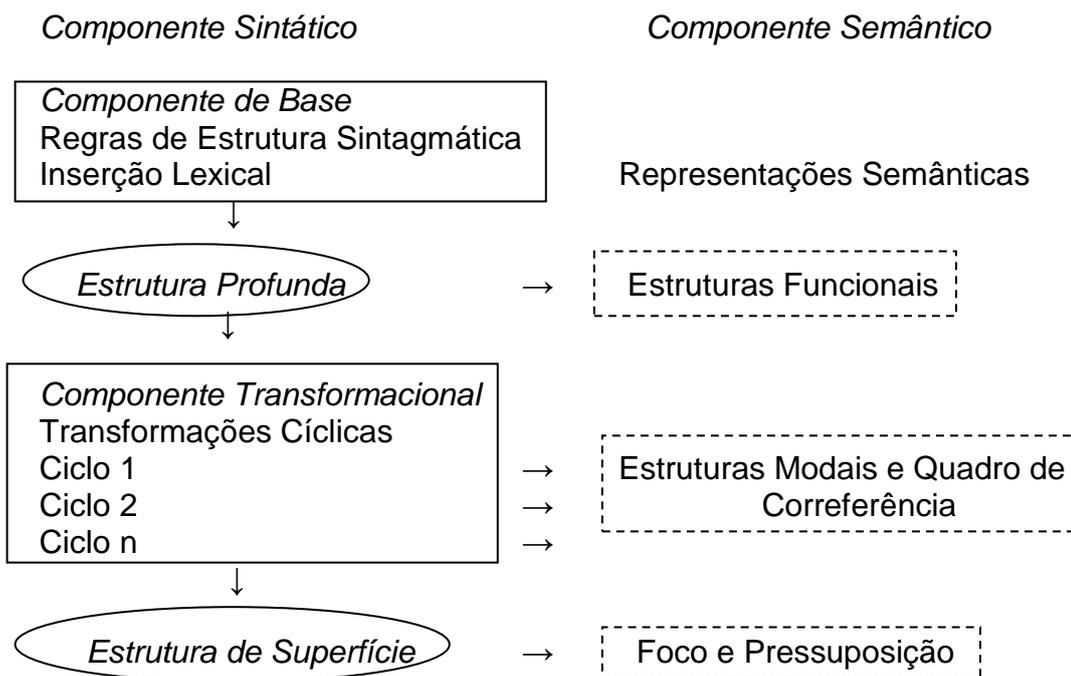 Componente Sintático
Componente Semântico
Componente de Base
Regras de Estrutura Sintagmática
Inserção Lexical
Representações Semânticas
↓
Estrutura Profunda
→
Estruturas Funcionais
↓
Componente Transformacional
Transformações Cíclicas
Ciclo 1
→
Ciclo 2
→
Ciclo n
→
Estruturas Modais e Quadro de
Correferência
↓
Estrutura de Superfície
→
Foco e Pressuposição